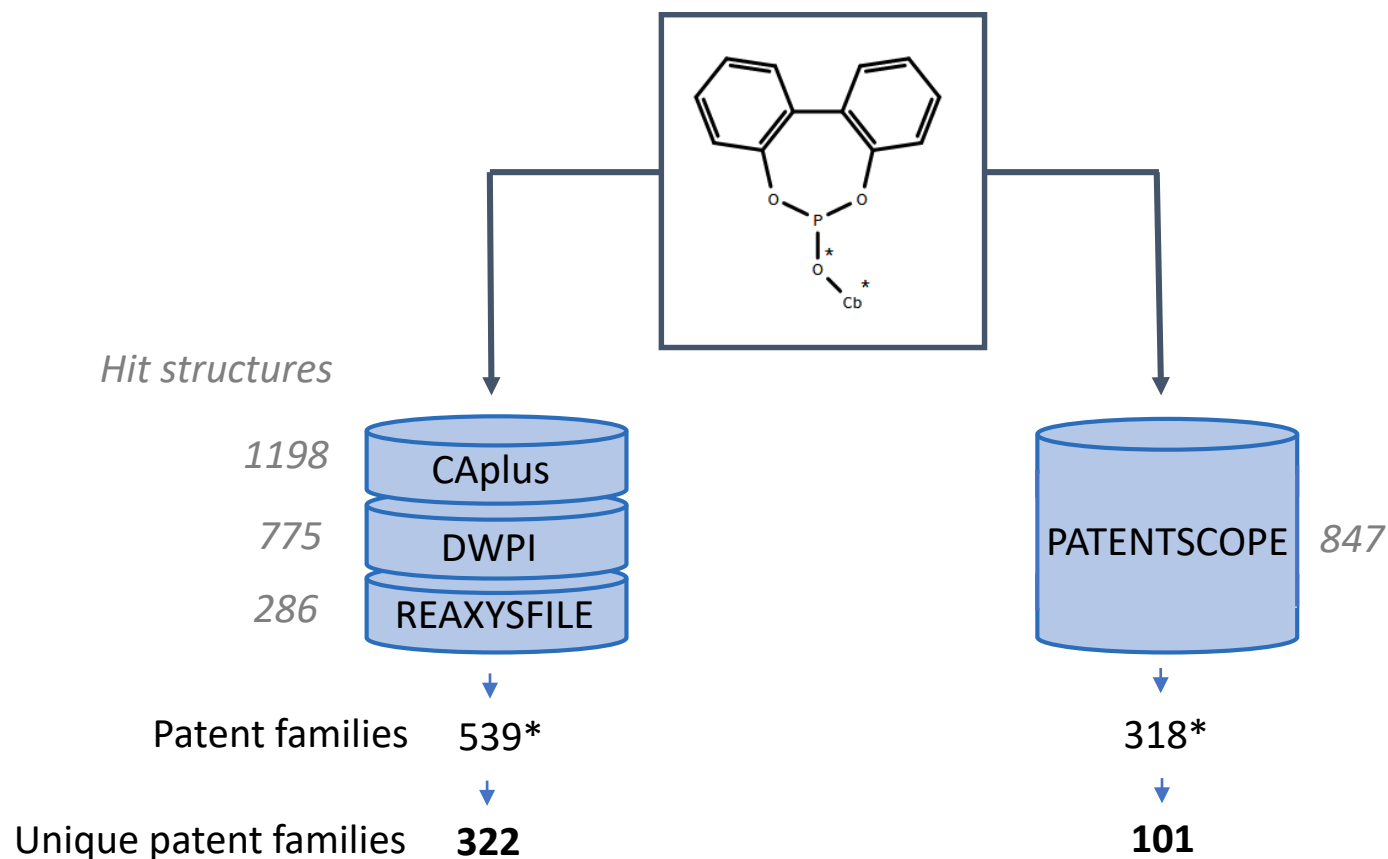 O
O
P
*
O
*
Cb
Hit structures
1198
CAplus
775
DWPI
286
REAXYSFILE
PATENTSCOPE
847
Patent families 539*
318*
Unique patent families 322
101